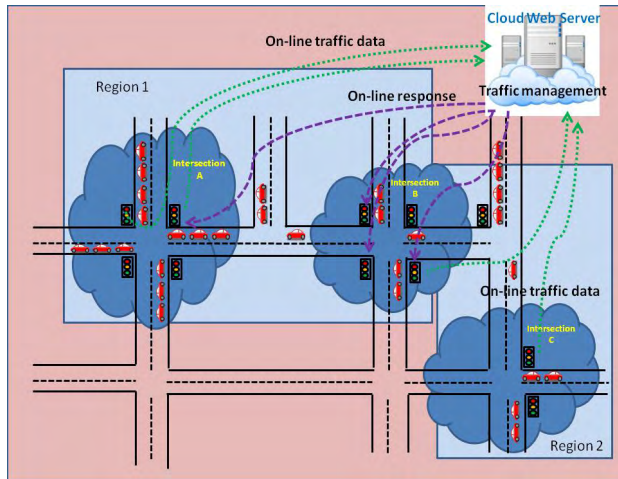 Cloud Web Server
On-line traffic data
Region 1
Traffic management
On-line response
Intersection
A
Intersection
B
On-line traffic data
Intersection
C
Region 2